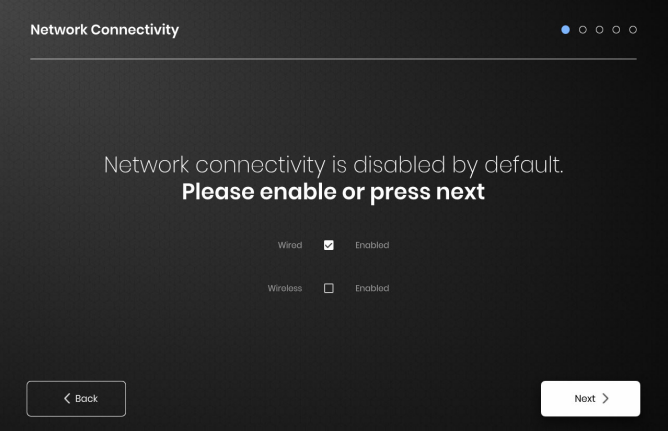 Network Connectivity
Network connectivity is disabled by default.
Please enable or press next
Wired Enabled
Wireless Enabled
Back Next